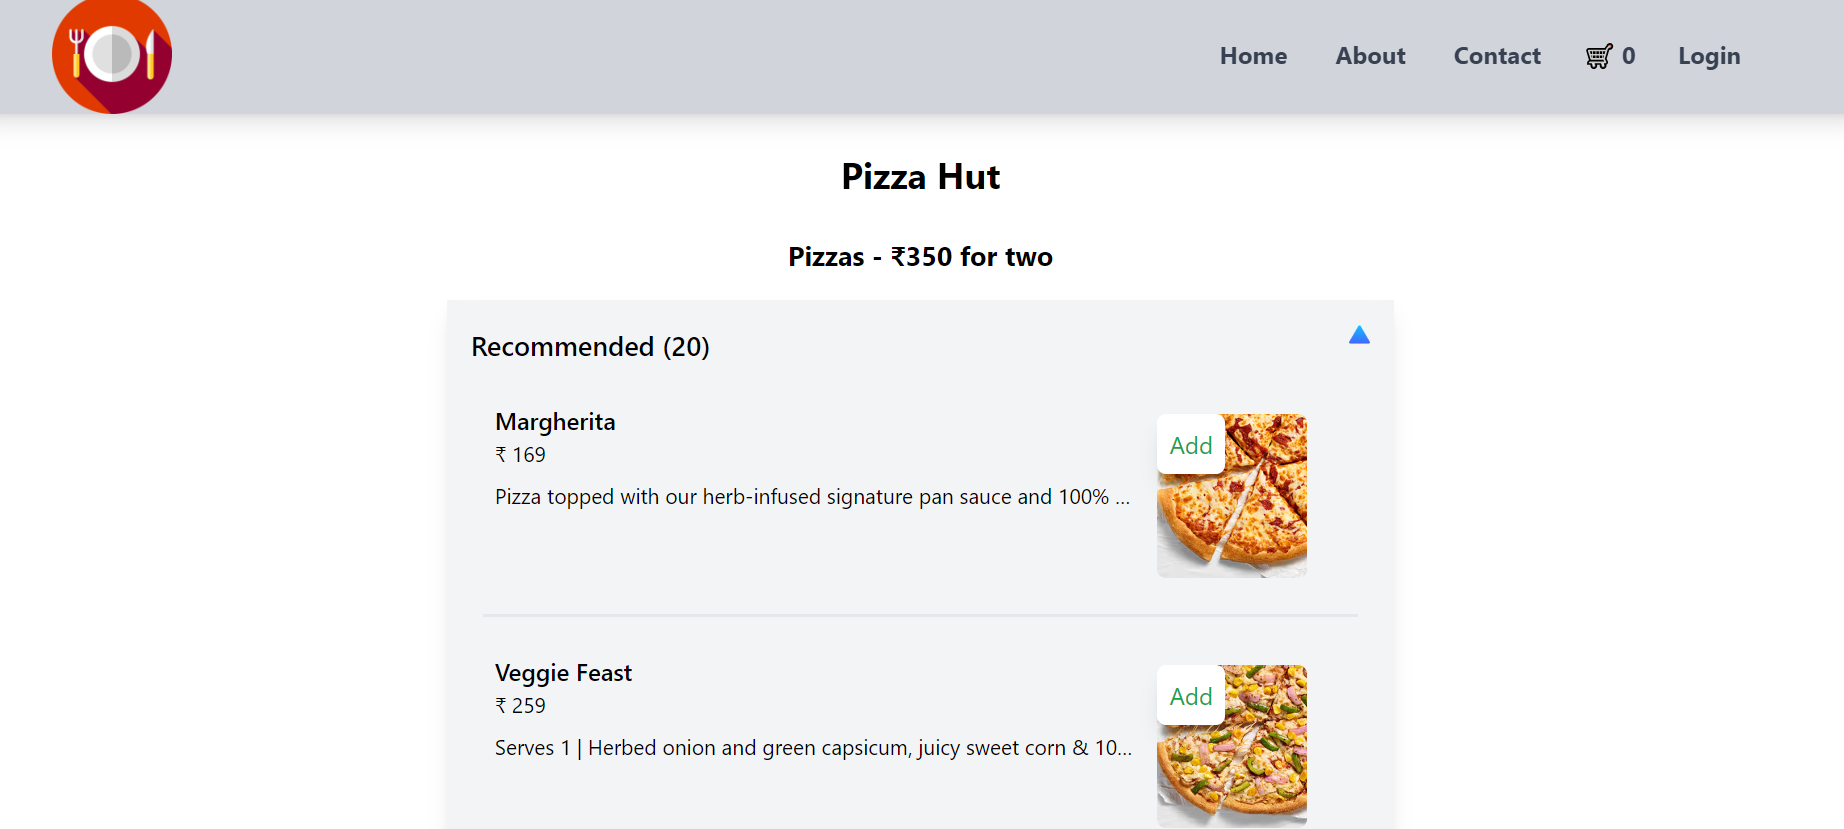 Home About Contact 0 Login
Pizza Hut
Pizzas - ₹350 for two
Recommended (20)
Margherita
₹ 169
Pizza topped with our herb-infused signature pan sauce and 100% ...
Add
Veggie Feast
₹ 259
Serves 1 | Herbed onion and green capsicum, juicy sweet corn & 10...
Add